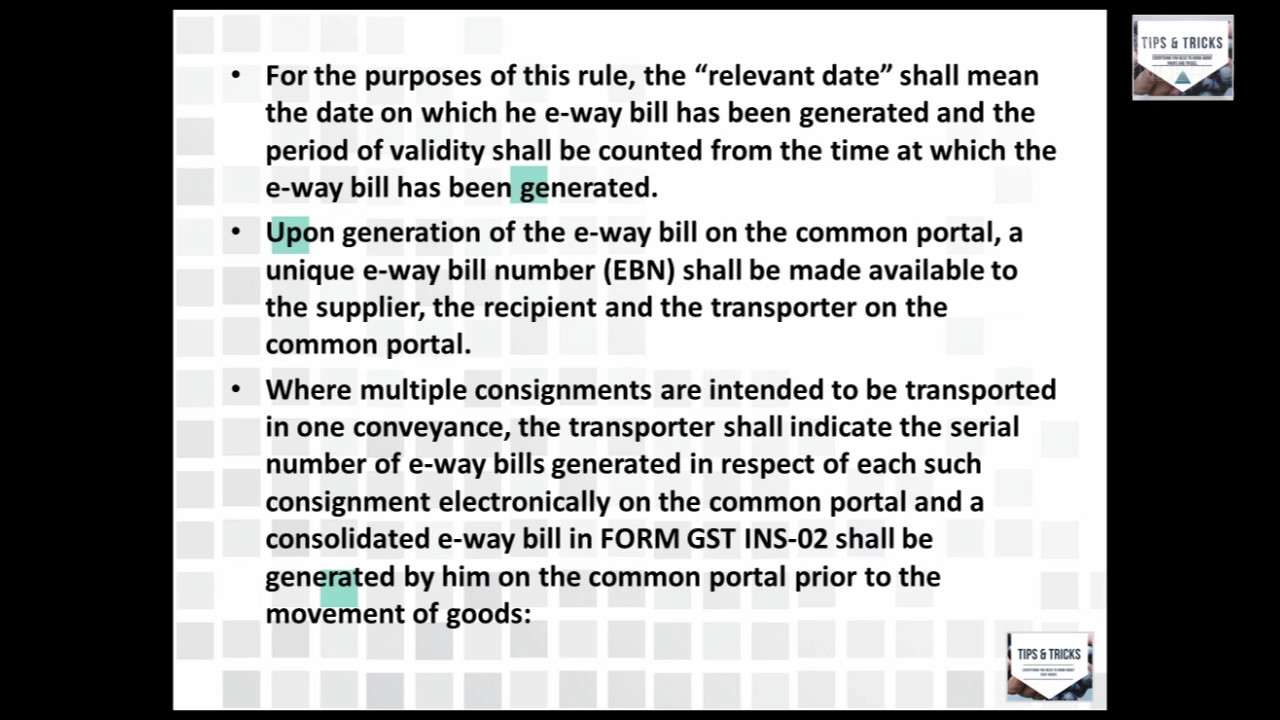 TIPS & TRICKS
• For the purposes of this rule, the “relevant date” shall mean
the date on which he e-way bill has been generated and the
period of validity shall be counted from the time at which the
e-way bill has been generated.
• Upon generation of the e-way bill on the common portal, a
unique e-way bill number (EBN) shall be made available to
the supplier, the recipient and the transporter on the
common portal.
• Where multiple consignments are intended to be transported
in one conveyance, the transporter shall indicate the serial
number of e-way bills generated in respect of each such
consignment electronically on the common portal and a
consolidated e-way bill in FORM GST INS-02 shall be
generated by him on the common portal prior to the
movement of goods:
TIPS & TRICKS